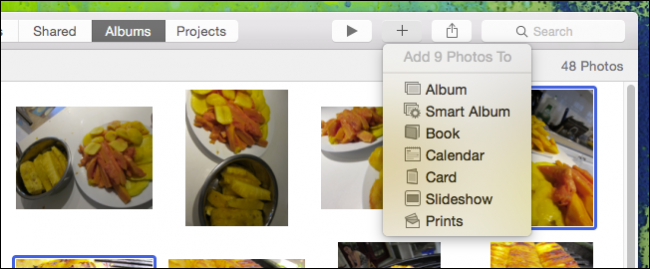 Shared
Albums
Projects
Search
Add 9 Photos To
48 Photos
Album
Smart Album
Book
Calendar
Card
Slideshow
Prints